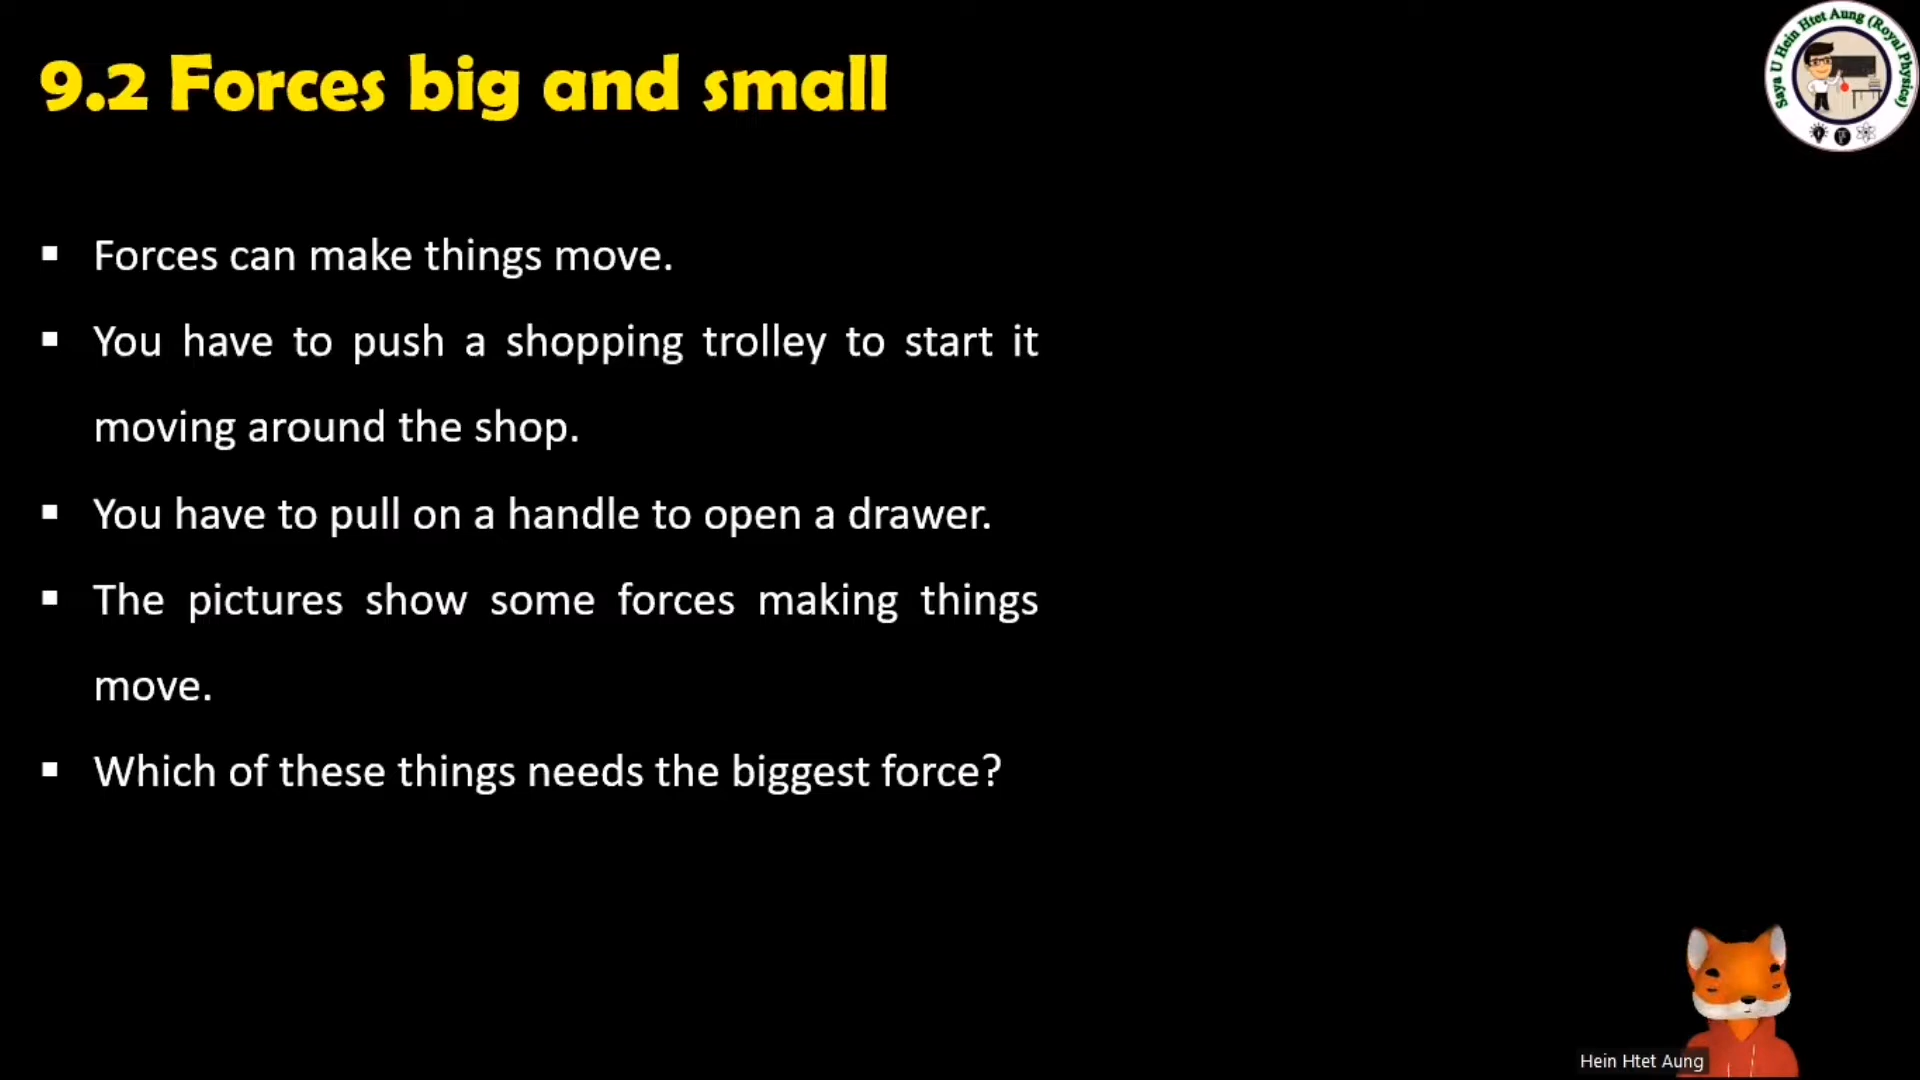 9.2 Forces big and small
Saya U Hein Htet Aung (Royal Physics)
▪ Forces can make things move.
▪ You have to push a shopping trolley to start it
moving around the shop.
▪ You have to pull on a handle to open a drawer.
▪ The pictures show some forces making things
move.
▪ Which of these things needs the biggest force?
Hein Htet Aung